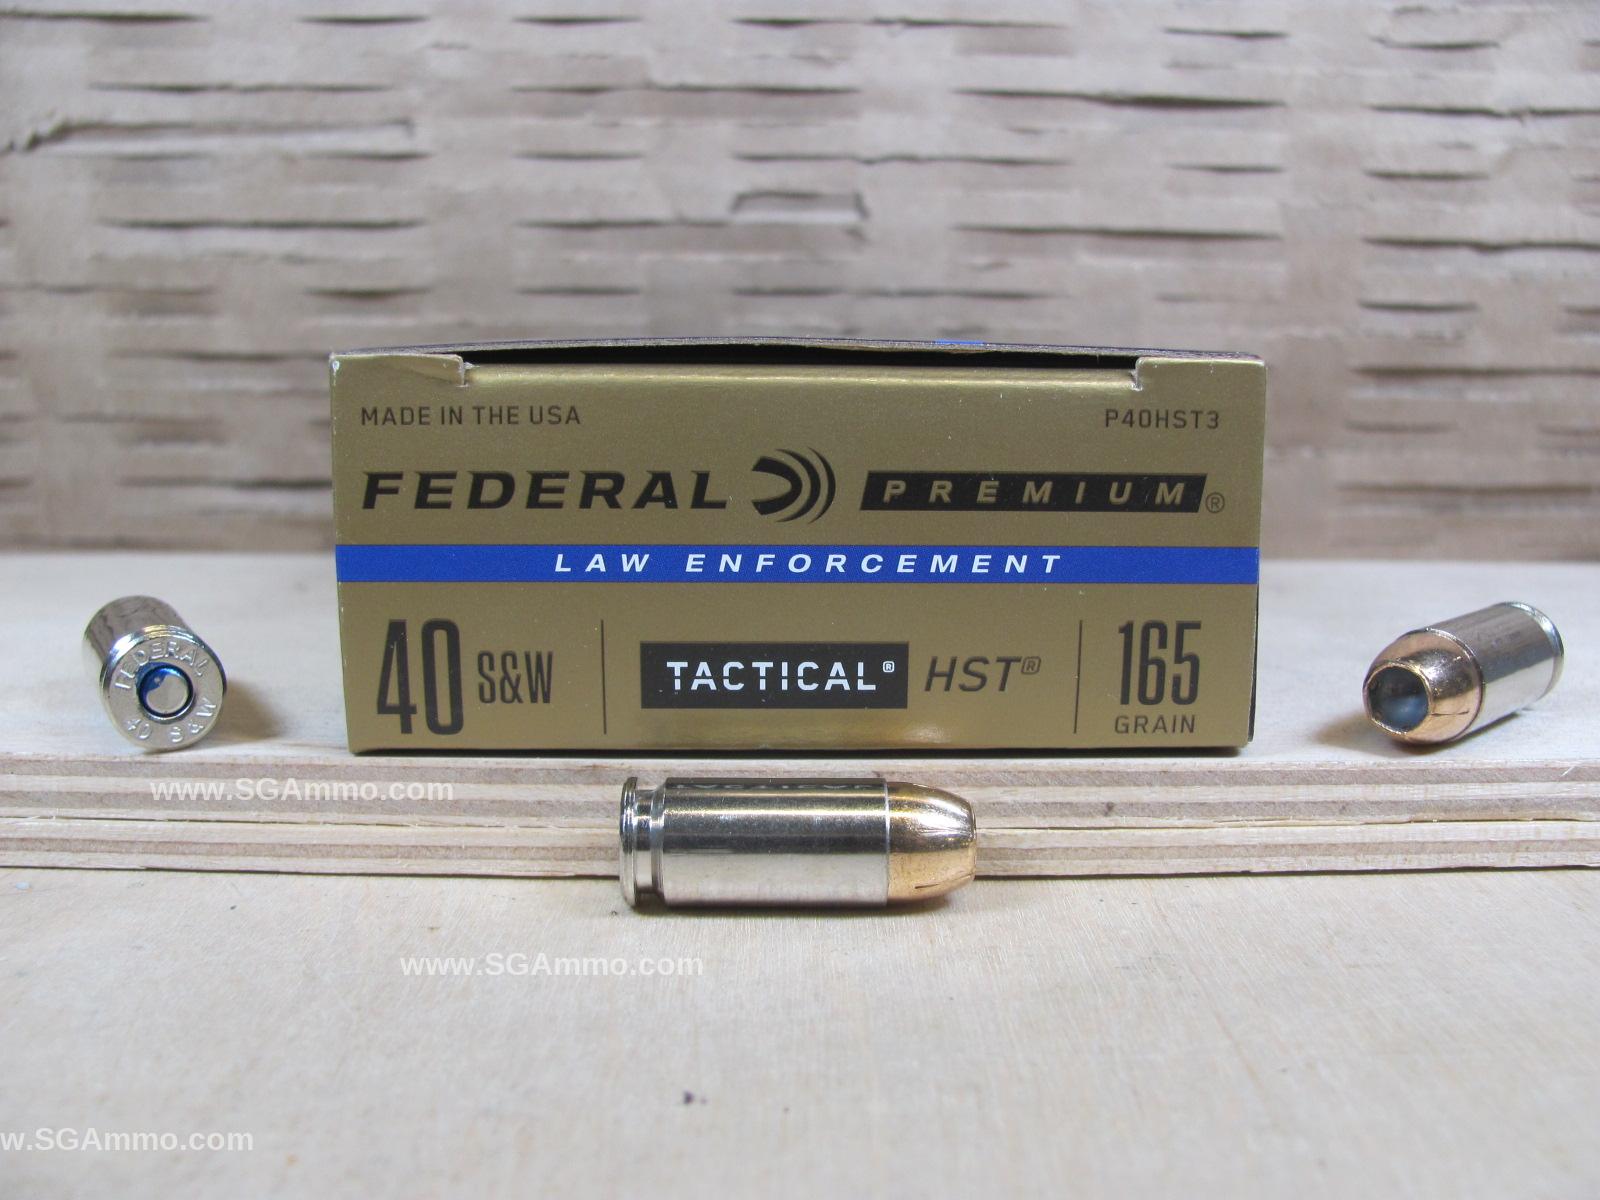 MADE IN THE USA P40HST3
FEDERAL PREMIUM®
LAW ENFORCEMENT
40 S&W TACTICAL® HST® 165
GRAIN
FEDERAL
40 S&W
www.SGAmmo.com
www.SGAmmo.com
w.SGAmmo.com